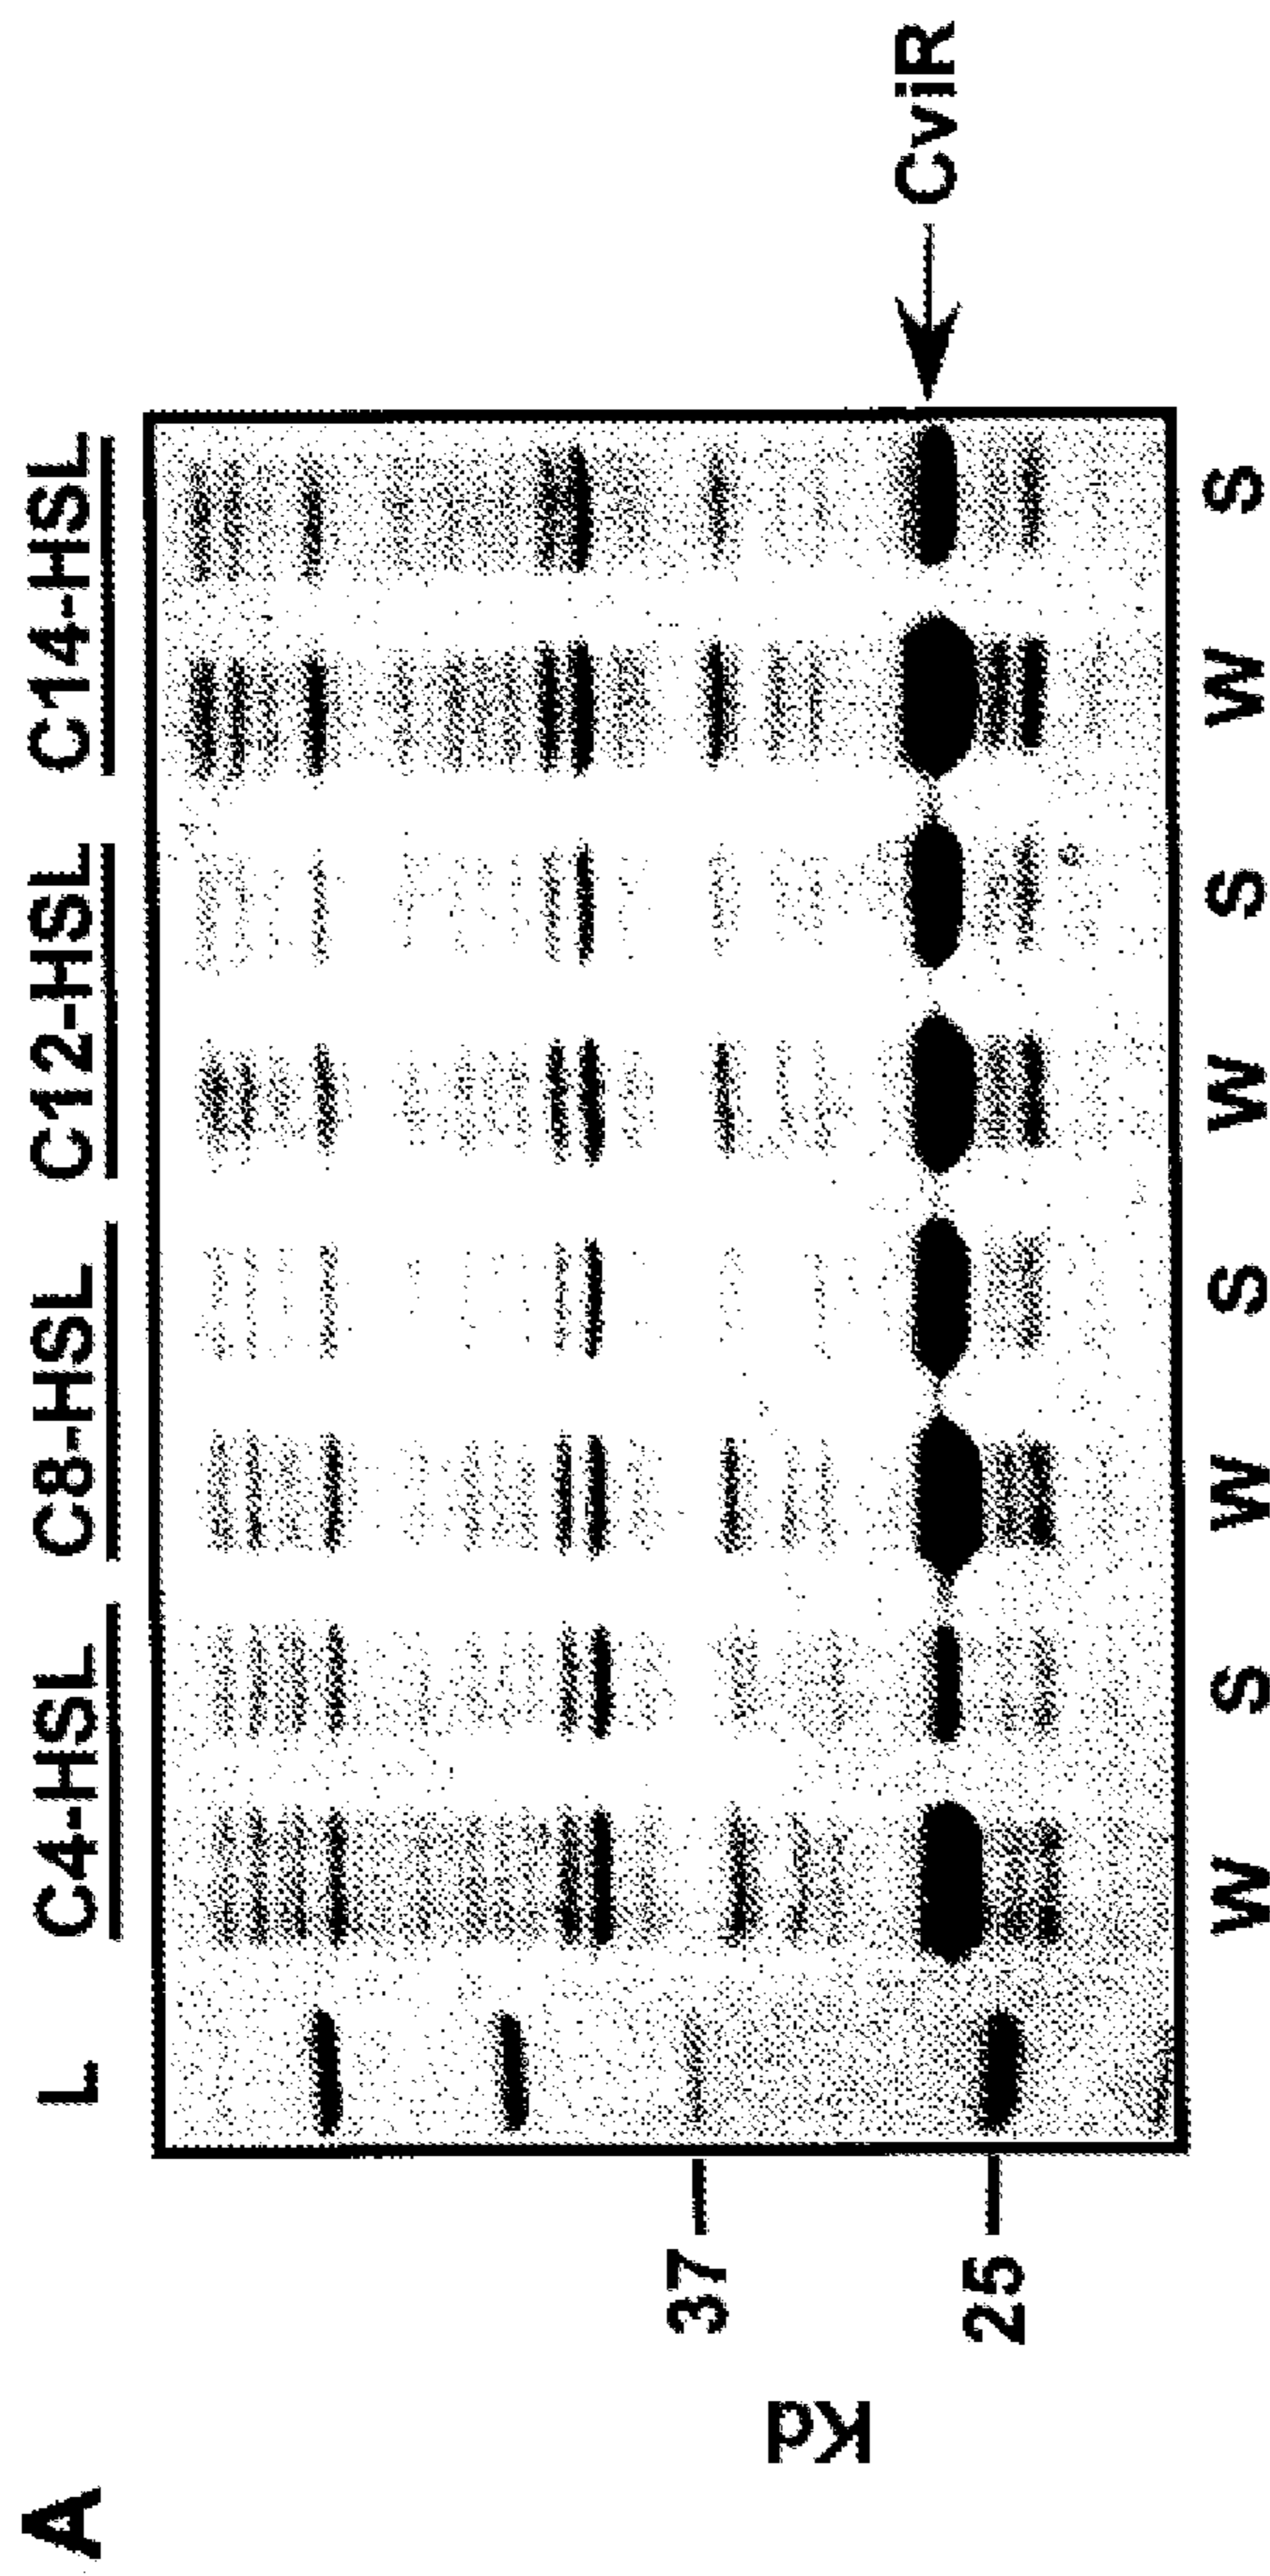 A
L C4-HSL C8-HSL C12-HSL C14-HSL
Kd
37
25
CviR
W S W S W S W S